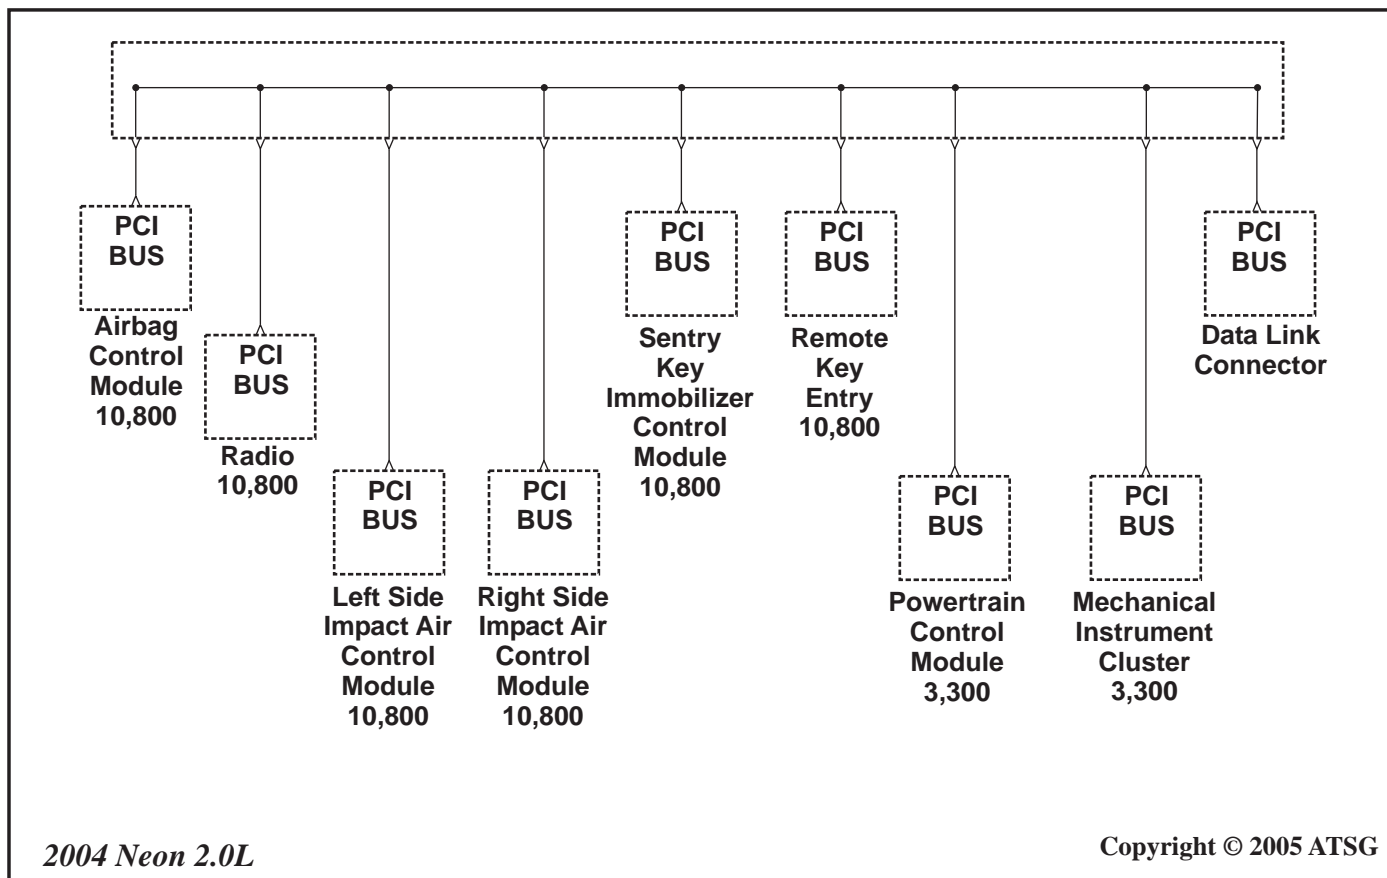 PCI
BUS
Airbag
Control
Module
10,800
PCI
BUS
Radio
10,800
PCI
BUS
Left Side
Impact Air
Control
Module
10,800
PCI
BUS
Right Side
Impact Air
Control
Module
10,800
PCI
BUS
Sentry
Key
Immobilizer
Control
Module
10,800
PCI
BUS
Remote
Key
Entry
10,800
PCI
BUS
Powertrain
Control
Module
3,300
PCI
BUS
Mechanical
Instrument
Cluster
3,300
PCI
BUS
Data Link
Connector
2004 Neon 2.0L
Copyright © 2005 ATSG